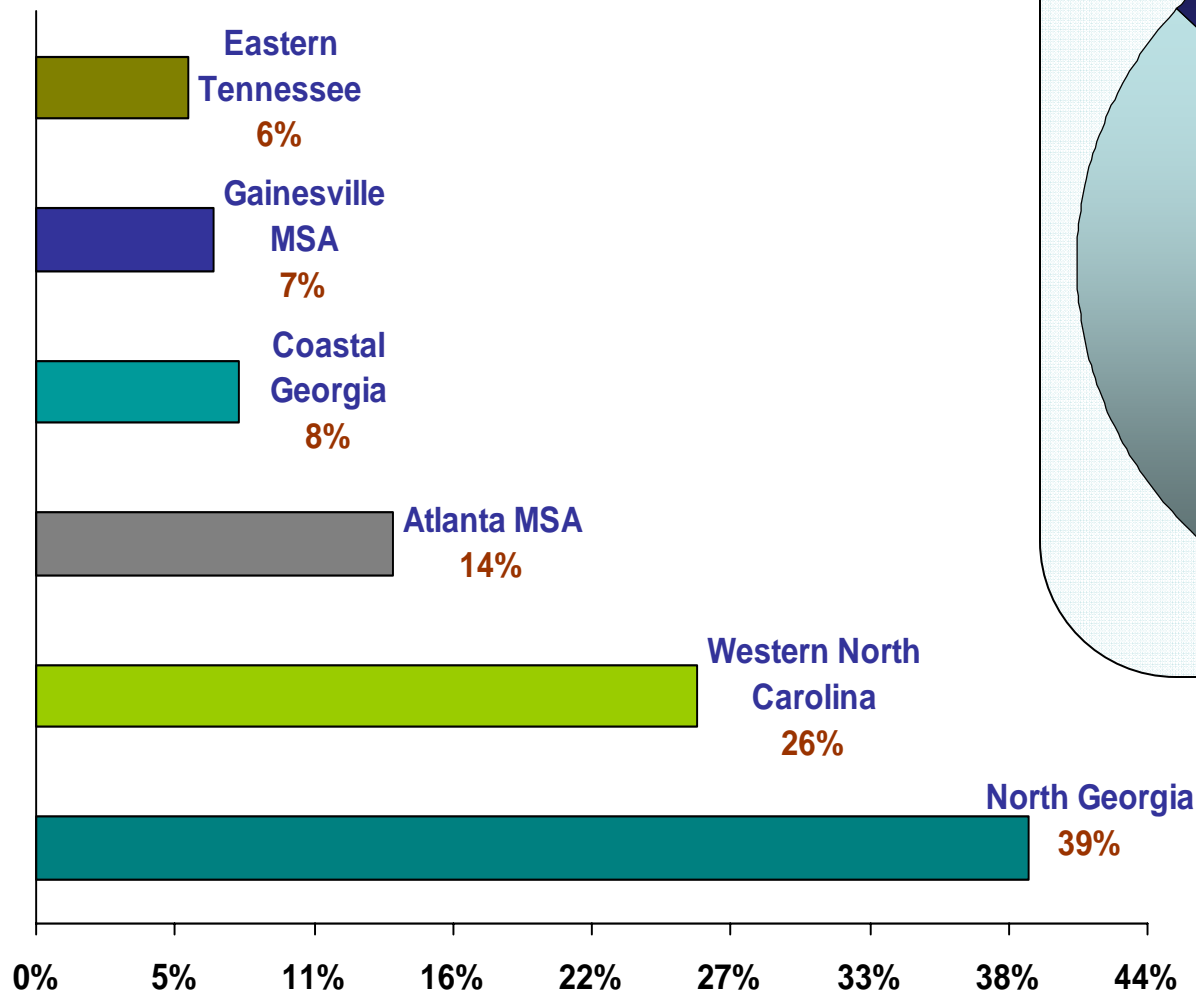 Eastern
Tennessee
6%
Gainesville
MSA
7%
Coastal
Georgia
8%
Atlanta MSA
14%
Western North
Carolina
26%
North Georgia
39%
0% 5% 11% 16% 22% 27% 33% 38% 44%